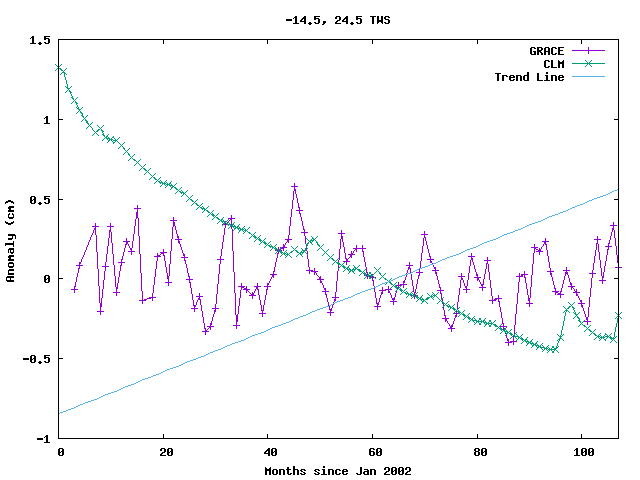 -14.5, 24.5 TWS
GRACE
CLM
Trend Line
1.5
1
0.5
0
-0.5
-1
Anomaly (cm)
0 20 40 60 80 100
Months since Jan 2002